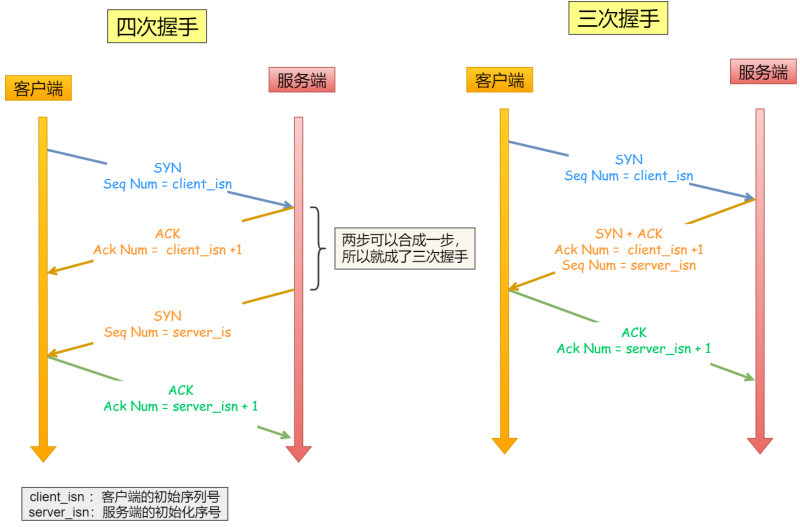 四次握手
客户端
服务端
SYN
Seq Num = client_isn
ACK
Ack Num = client_isn +1
SYN
Seq Num = server_is
ACK
Ack Num = server_isn + 1
两步可以合成一步,
所以就成了三次握手
client_isn : 客户端的初始序列号
server_isn: 服务端的初始化序号
三次握手
客户端
服务端
SYN
Seq Num = client_isn
SYN + ACK
Ack Num = client_isn +1
Seq Num = server_isn
ACK
Ack Num = server_isn + 1